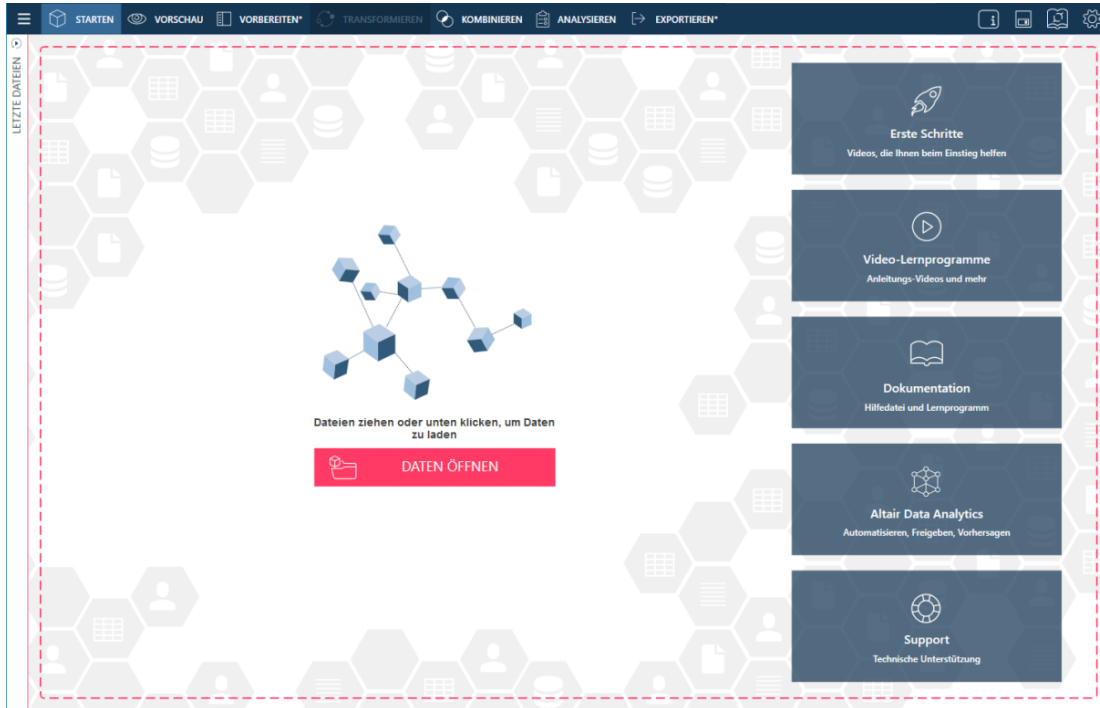 STARTEN
VORSCHAU
VORBEREITEN*
TRANSFORMIEREN
KOMBINIEREN
ANALYSIEREN
EXPORTIEREN*
LETZTE DATEIEN
Dateien ziehen oder unten klicken, um Daten
zu laden
DATEN ÖFFNEN
Erste Schritte
Videos, die Ihnen beim Einstieg helfen
Video-Lernprogramme
Anleitungs-Videos und mehr
Dokumentation
Hilfedatei und Lernprogramm
Altair Data Analytics
Automatisieren, Freigeben, Vorhersagen
Support
Technische Unterstützung